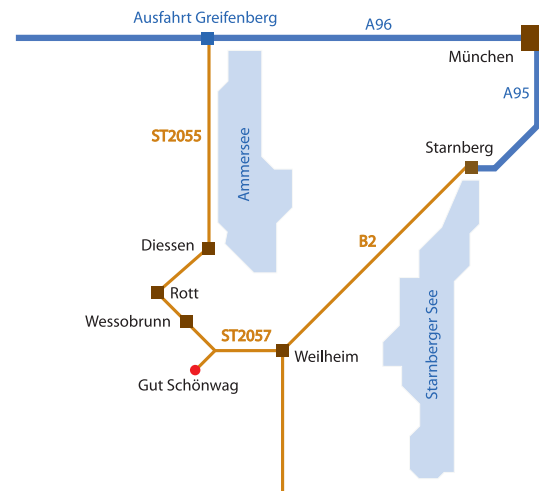 Ausfahrt Greifenberg
A96
München
A95
ST2055
Ammersee
Starnberg
Diessen
B2
Rott
Wessobrunn
ST2057
Weilheim
Starnberger See
Gut Schönwag